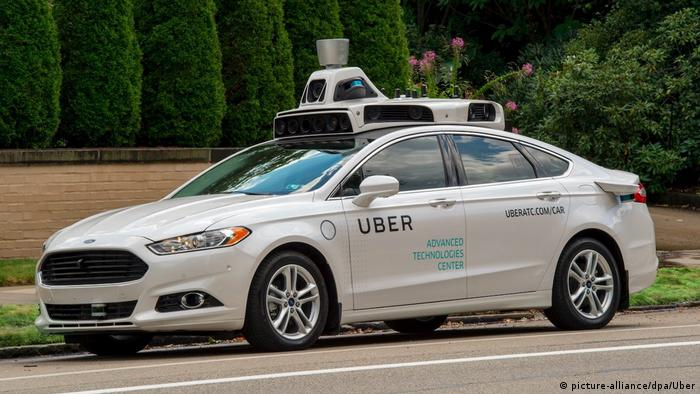 UBER
ADVANCED
TECHNOLOGIES
CENTER
UBERATC.COM/CAR
© picture-alliance/dpa/Uber